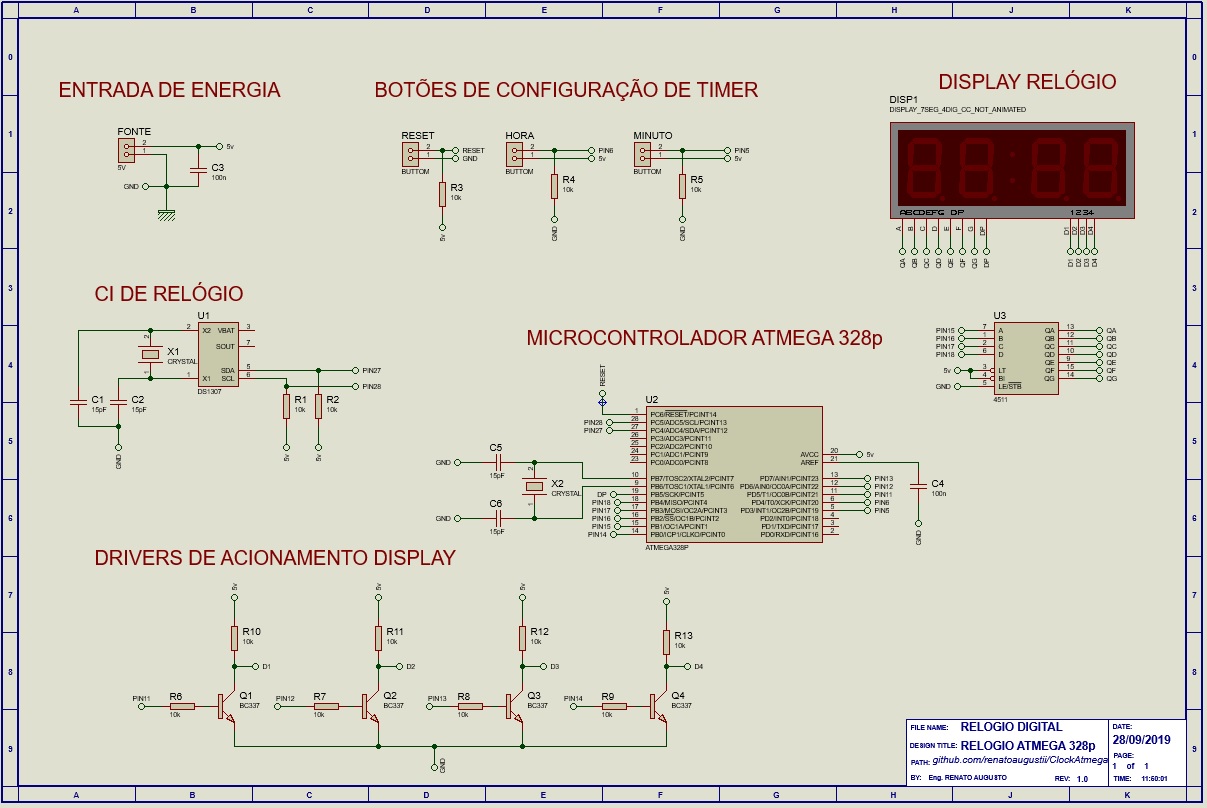 A B C D E F G H J K
0 0
ENTRADA DE ENERGIA
BOTÕES DE CONFIGURAÇÃO DE TIMER
DISPLAY RELÓGIO
DISP1
DISPLAY_7SEG_4DIG_CC_NOT_ANIMATED
1 1
FONTE
2
1
5V
5v
GND
C3
100n
RESET
2
1
BUTTOM
RESET
GND
R3
10k
5v
HORA
2
1
BUTTOM
PIN6
5v
R4
10k
GND
MINUTO
2
1
BUTTOM
PIN5
5v
R5
10k
GND
ABCDEFG DP 1234
A B C D E F G DP D1 D2 D3 D4
QA QB QC QD QE QF QG DP D1 D2 D3 D4
2 2
3 3
CI DE RELÓGIO
U1
2 X2 VBAT 3
SOUT 7
SDA 5 PIN27
1 X1 SCL 6 PIN28
DS1307
2
X1
CRYSTAL
1
C1
15pF
C2
15pF
GND
R1
10k
R2
10k
5v
5v
4 4
MICROCONTROLADOR ATMEGA 328p
RESET
U2
1 PC6/RESET/PCINT14
PIN28 28 PC5/ADC5/SCL/PCINT13
PIN27 27 PC4/ADC4/SDA/PCINT12
26 PC3/ADC3/PCINT11
25 PC2/ADC2/PCINT10
24 PC1/ADC1/PCINT9
23 PC0/ADC0/PCINT8
10 PB7/TOSC2/XTAL2/PCINT7
9 PB6/TOSC1/XTAL1/PCINT6
DP 19 PB5/SCK/PCINT5
PIN18 18 PB4/MISO/PCINT4
PIN17 17 PB3/MOSI/OC2A/PCINT3
PIN16 16 PB2/SS/OC1B/PCINT2
PIN15 15 PB1/OC1A/PCINT1
PIN14 14 PB0/ICP1/CLKO/PCINT0
AVCC 20 5v
AREF 21
PD7/AIN1/PCINT23 13 PIN13
PD6/AIN0/OC0A/PCINT22 12 PIN12
PD5/T1/OC0B/PCINT21 11 PIN11
PD4/T0/XCK/PCINT20 6 PIN6
PD3/INT1/OC2B/PCINT19 5 PIN5
PD2/INT0/PCINT18 4
PD1/TXD/PCINT17 3
PD0/RXD/PCINT16 2
ATMEGA328P
GND
C5
15pF
2
X2
CRYSTAL
1
GND
C6
15pF
C4
100n
GND
U3
PIN15 7 A QA 13 QA
PIN16 1 B QB 12 QB
PIN17 2 C QC 11 QC
PIN18 6 D QD 10 QD
QE 9 QE
5v 3 LT QF 15 QF
4 BI QG 14 QG
GND 5 LE/STB
4511
5 5
6 6
DRIVERS DE ACIONAMENTO DISPLAY
7 7
5v 5v 5v 5v
R10
10k
R11
10k
R12
10k
R13
10k
8 8
D1 D2 D3 D4
PIN11
R6
10k
Q1
BC337
PIN12
R7
10k
Q2
BC337
PIN13
R8
10k
Q3
BC337
PIN14
R9
10k
Q4
BC337
GND
9 9
FILE NAME: RELOGIO DIGITAL
DESIGN TITLE: RELOGIO ATMEGA 328p
PATH: github.com/renatoaugustii/ClockAtmega
BY: Eng. RENATO AUGUSTO REV: 1.0
DATE:
28/09/2019
PAGE:
1 of 1
TIME: 11:50:01
A B C D E F G H J K